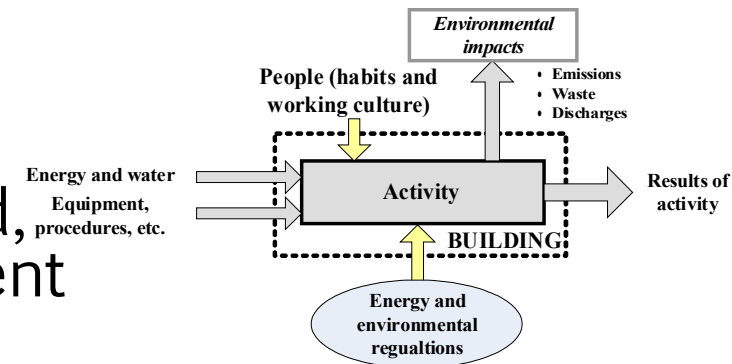 Environmental
impacts
• Emissions
• Waste
• Discharges
People (habits and
working culture)
Energy and water
Equipment,
procedures, etc.
Activity
BUILDING
Results of
activity
Energy and
environmental
regualtions